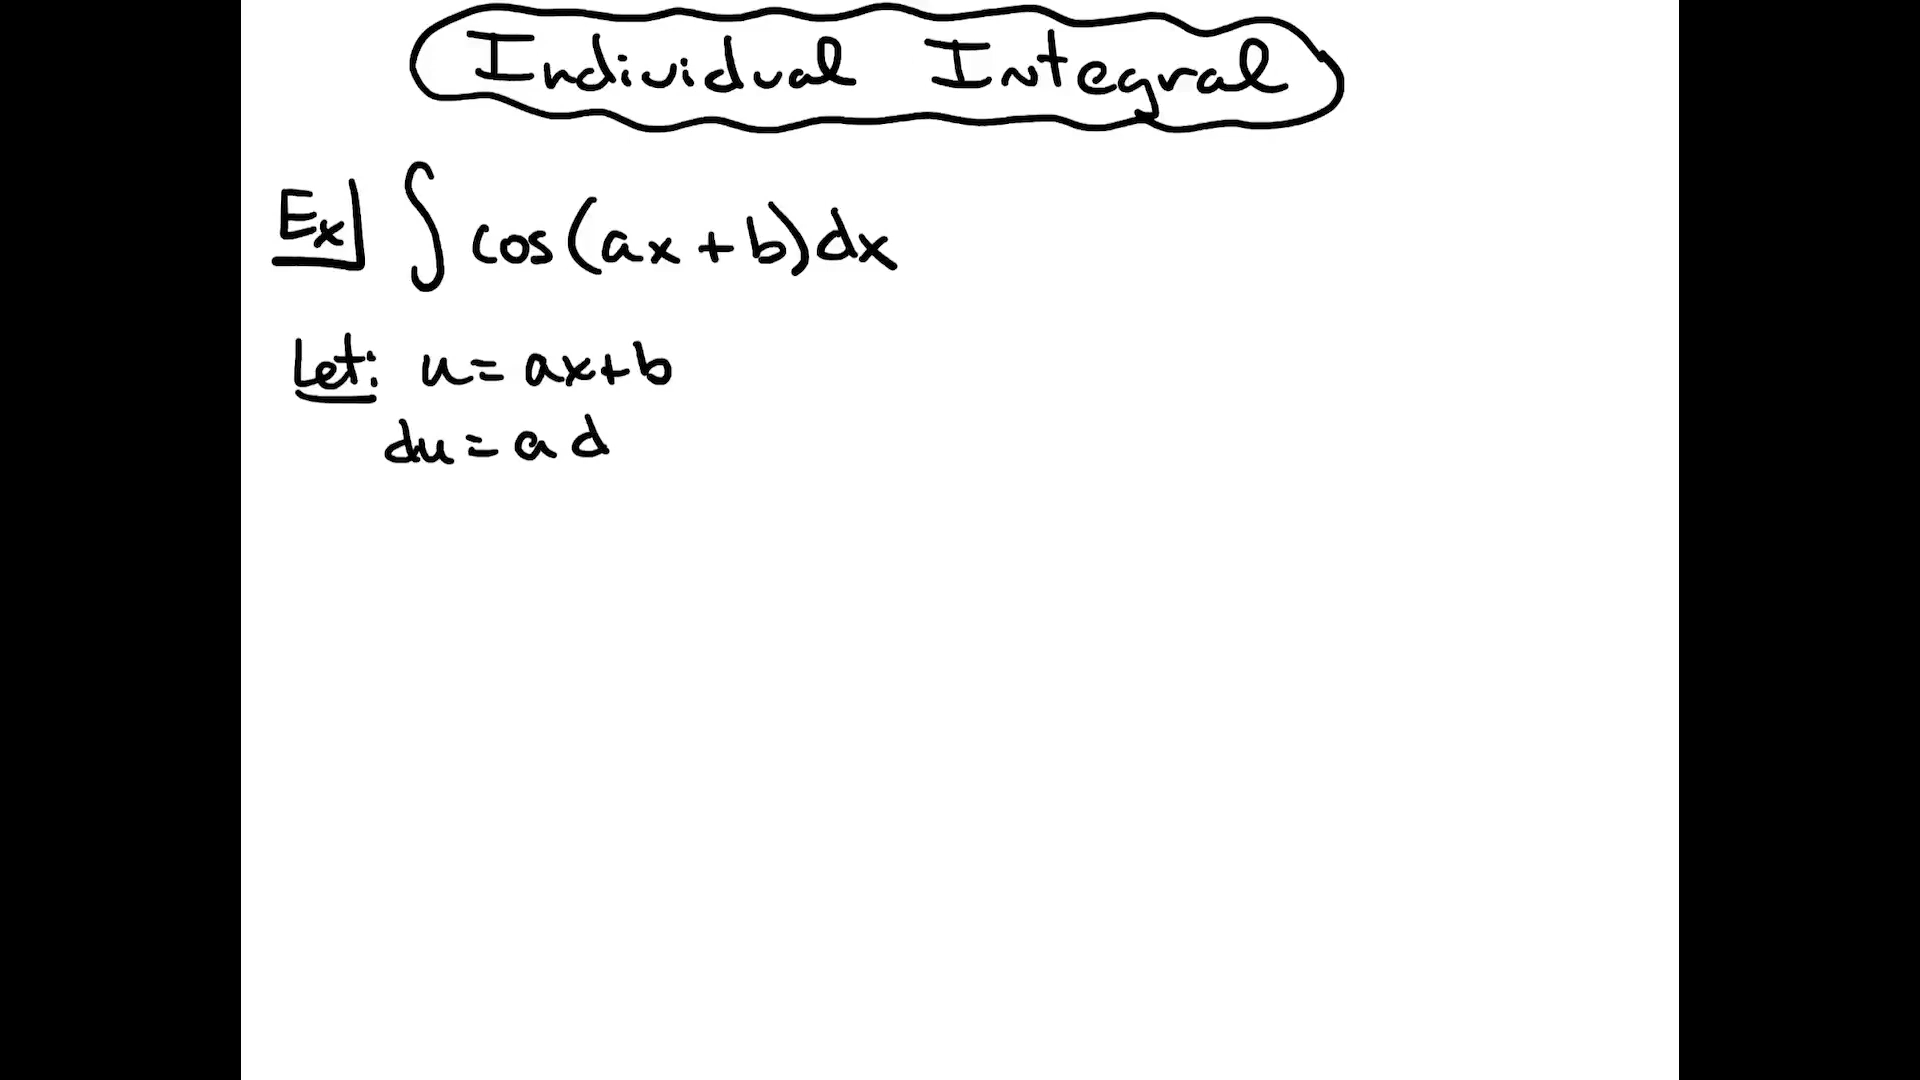 Individual Integral
Ex] ∫ cos(ax+b)dx
Let: u=ax+b
du=a d